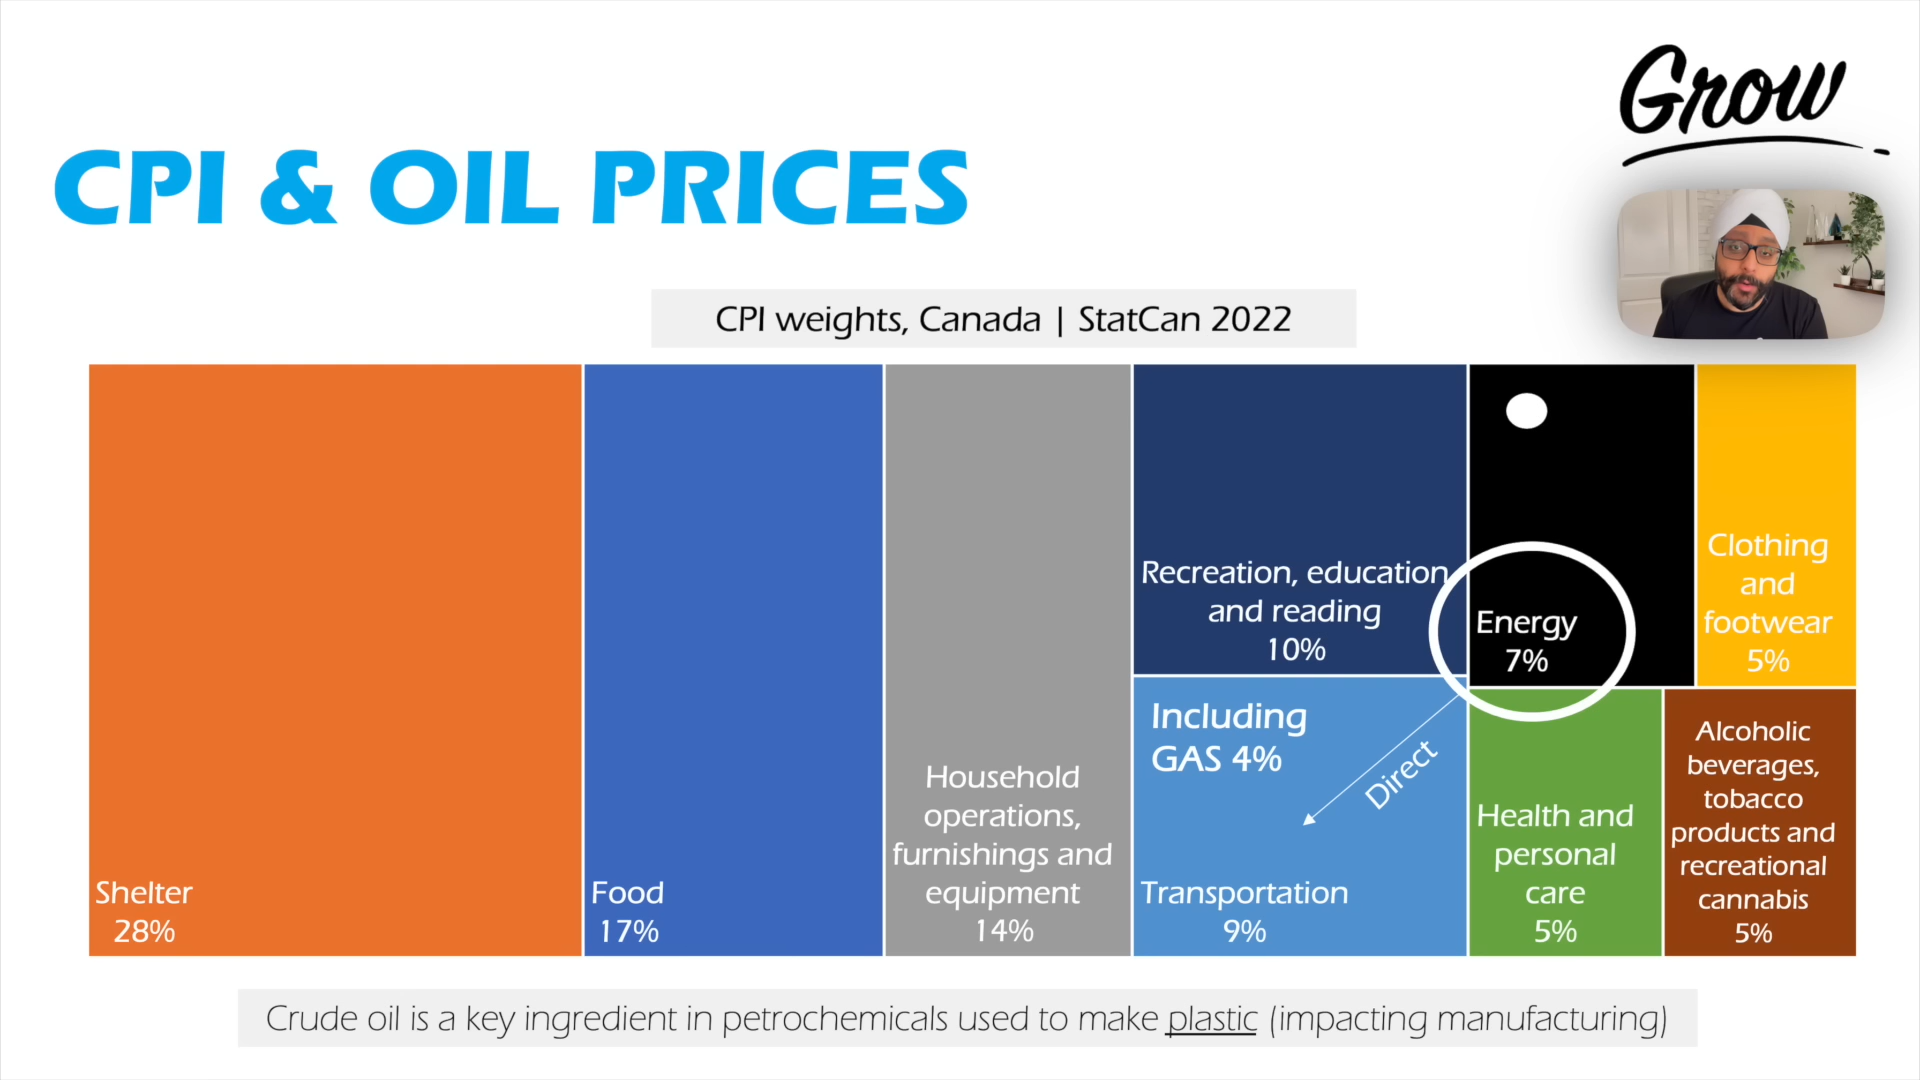 Grow
CPI & OIL PRICES
CPI weights, Canada | StatCan 2022
Shelter
28%
Food
17%
Household
operations,
furnishings and
equipment
14%
Recreation, education
and reading
10%
Including
GAS 4%
Direct
Transportation
9%
Energy
7%
Clothing
and
footwear
5%
Health and
personal
care
5%
Alcoholic
beverages,
tobacco
products and
recreational
cannabis
5%
Crude oil is a key ingredient in petrochemicals used to make plastic (impacting manufacturing)